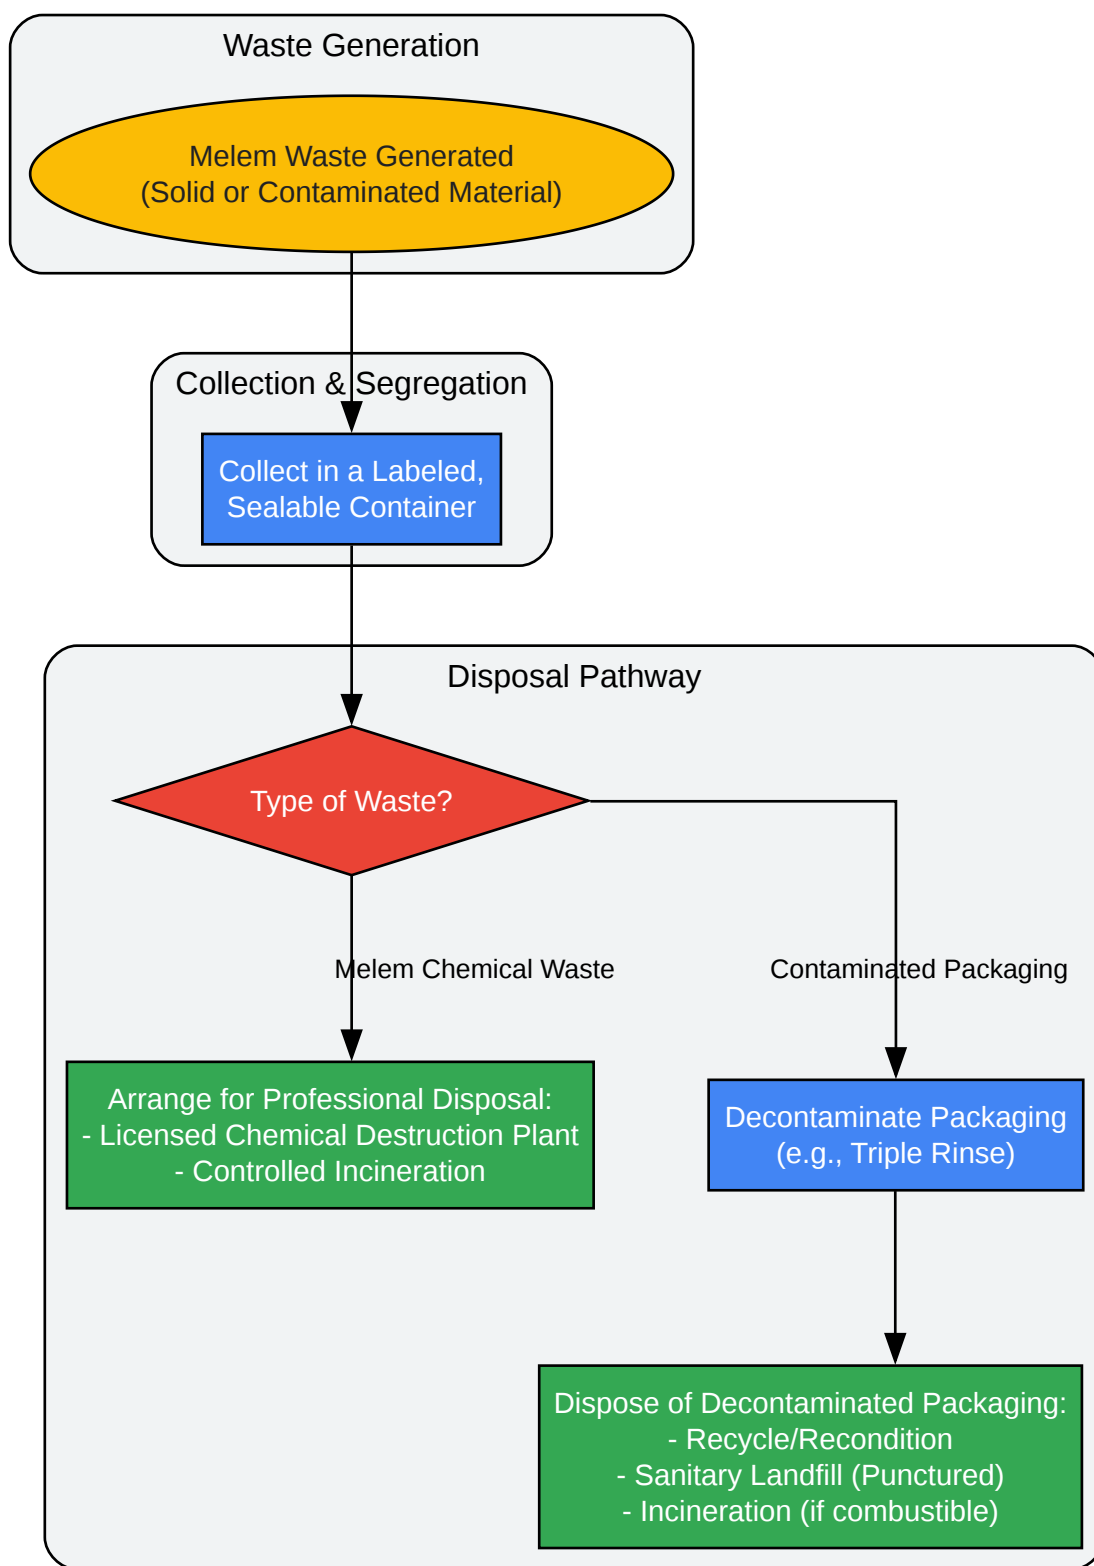 Waste Generation
Melem Waste Generated
(Solid or Contaminated Material)
Collection & Segregation
Collect in a Labeled,
Sealable Container
Disposal Pathway
Type of Waste?
Melem Chemical Waste
Contaminated Packaging
Arrange for Professional Disposal:
- Licensed Chemical Destruction Plant
- Controlled Incineration
Decontaminate Packaging
(e.g., Triple Rinse)
Dispose of Decontaminated Packaging:
- Recycle/Recondition
- Sanitary Landfill (Punctured)
- Incineration (if combustible)